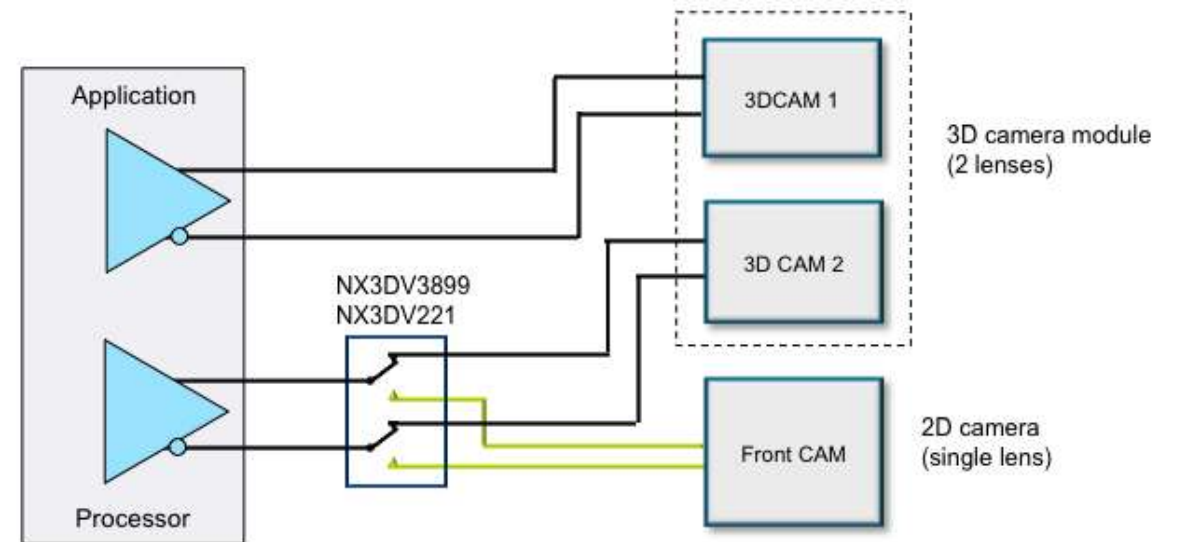 Application
3DCAM 1
3D camera module
(2 lenses)
3D CAM 2
NX3DV3899
NX3DV221
Front CAM
2D camera
(single lens)
Processor